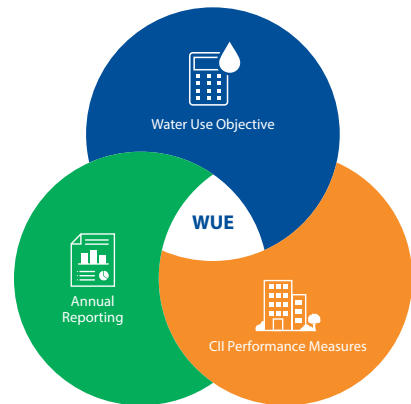 Water Use Objective
WUE
Annual
Reporting
CII Performance Measures